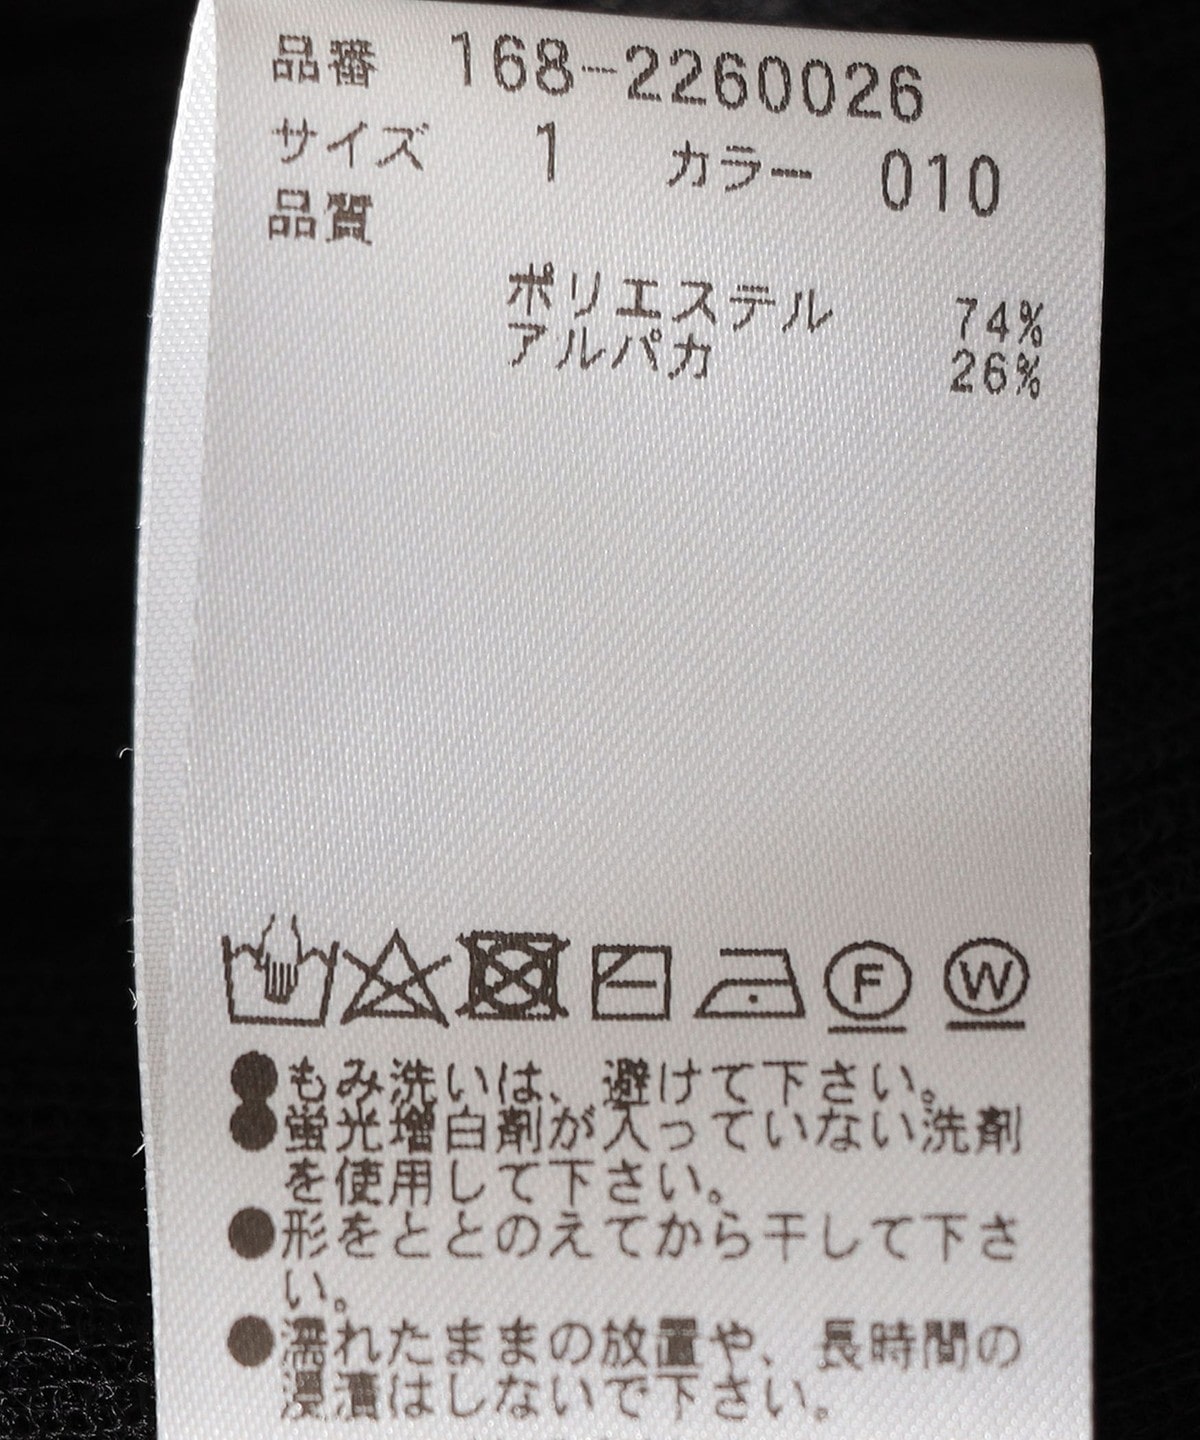 品番 168-2260026
サイズ 1 カラー 010
品質
ポリエステル 74%
アルパカ 26%
F W
●もみ洗いは、避けて下さい。
●蛍光増白剤が入っていない洗剤
を使用して下さい。
●形をととのえてから干して下さ
い。
●濡れたままの放置や、長時間の
浸漬はしないで下さい。